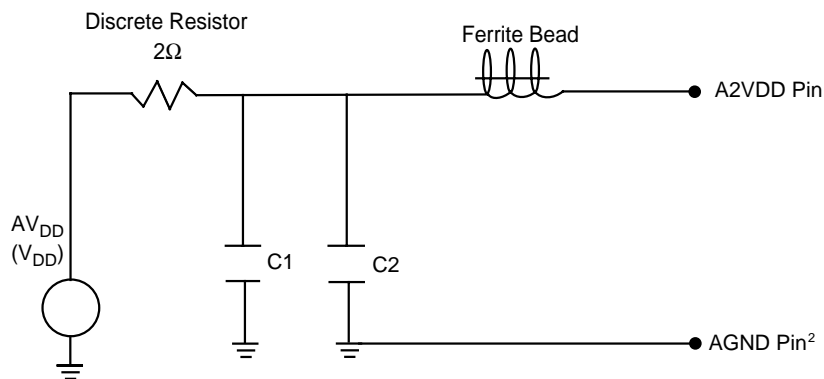 Discrete Resistor
2Ω
Ferrite Bead
A2VDD Pin
AVDD
(VDD)
C1
C2
AGND Pin²